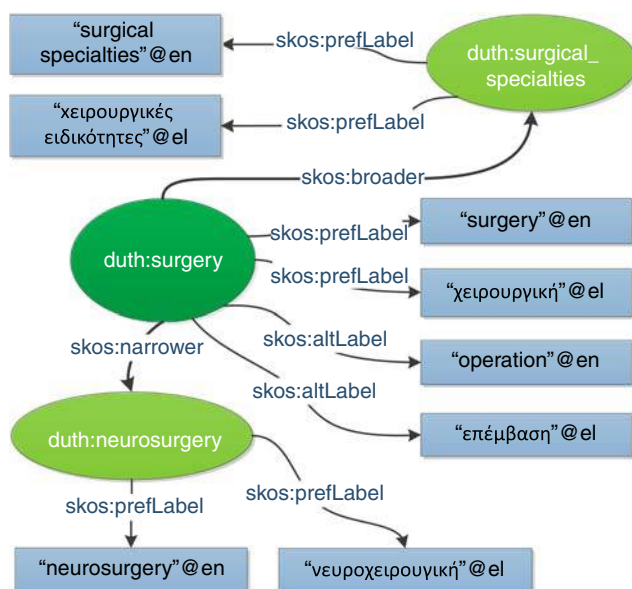 “surgical
specialties”@en
skos:prefLabel
duth:surgical_
specialties
“χειρουργικές
ειδικότητες”@el
skos:prefLabel
skos:broader
duth:surgery
skos:prefLabel
“surgery”@en
skos:prefLabel
“χειρουργική”@el
skos:narrower
skos:altLabel
“operation”@en
skos:altLabel
“επέμβαση”@el
duth:neurosurgery
skos:prefLabel
skos:prefLabel
“neurosurgery”@en
“νευροχειρουγική”@el